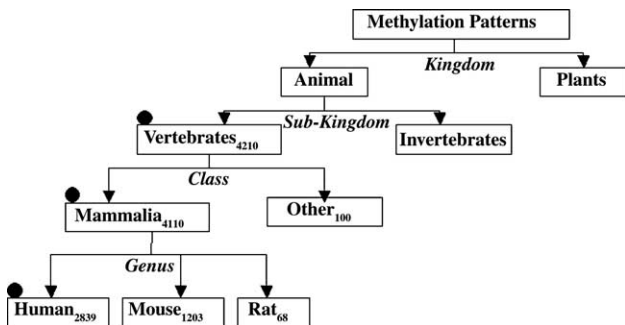 Methylation Patterns
Kingdom
Animal
Plants
Sub-Kingdom
Vertebrates4210
Invertebrates
Class
Mammalia4110
Other100
Genus
Human2839
Mouse1203
Rat68